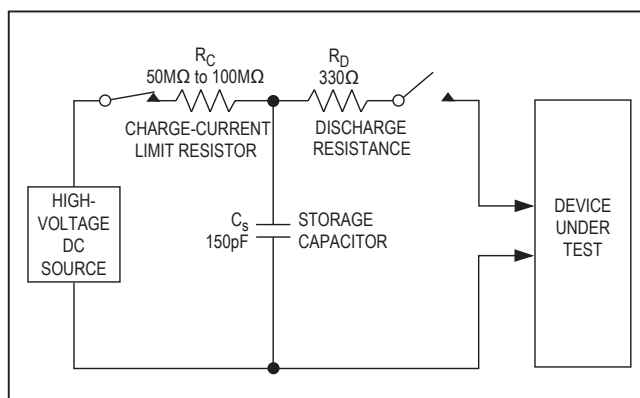 R_C
50MΩ to 100MΩ
CHARGE-CURRENT
LIMIT RESISTOR
R_D
330Ω
DISCHARGE
RESISTANCE
HIGH-
VOLTAGE
DC
SOURCE
C_s
150pF
STORAGE
CAPACITOR
DEVICE
UNDER
TEST